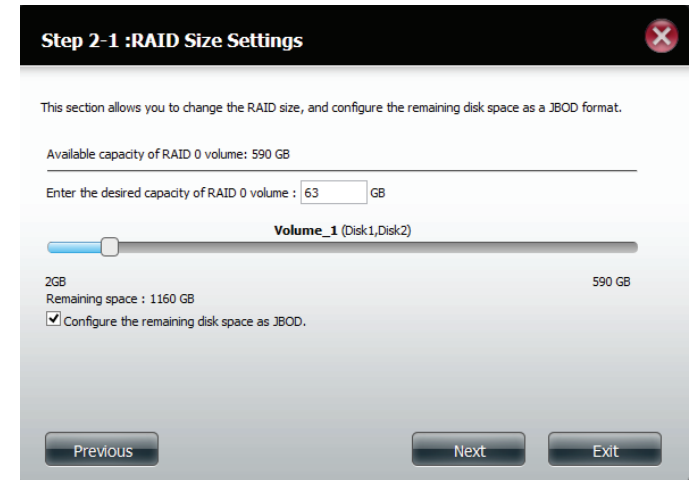 Step 2-1 :RAID Size Settings
This section allows you to change the RAID size, and configure the remaining disk space as a JBOD format.
Available capacity of RAID 0 volume: 590 GB
Enter the desired capacity of RAID 0 volume : 63 GB
Volume_1 (Disk1,Disk2)
2GB 590 GB
Remaining space : 1160 GB
Configure the remaining disk space as JBOD.
Previous Next Exit